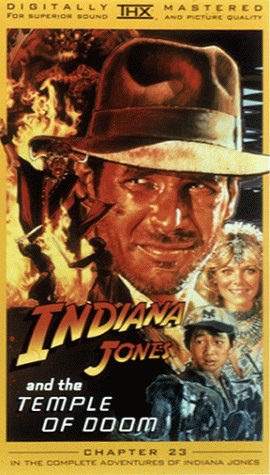 DIGITALLY THX MASTERED
FOR SUPERIOR SOUND AND PICTURE QUALITY
INDIANA
JONES
and the
TEMPLE
OF DOOM
CHAPTER 23
IN THE COMPLETE ADVENTURES OF INDIANA JONES